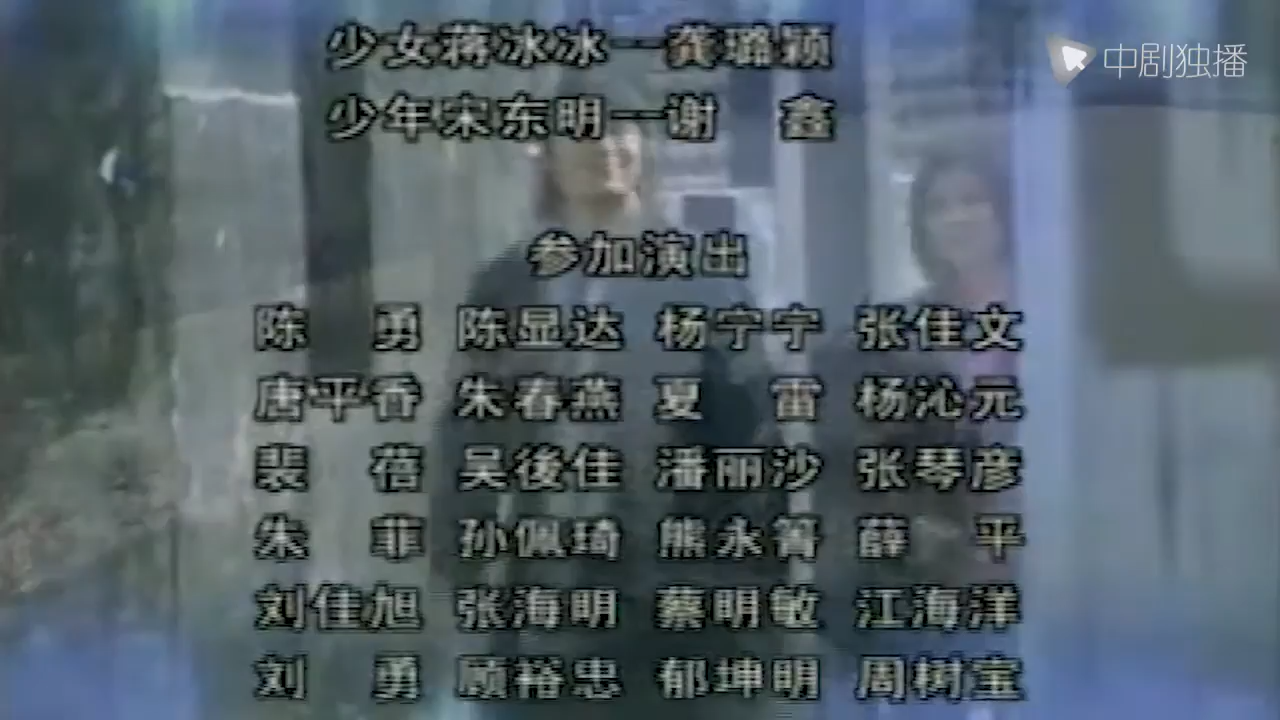 中剧独播
少女蒋冰冰--龚璐颖
少年宋东明--谢 鑫
参加演出
陈 勇 陈显达 杨宁宁 张佳文
唐平香 朱春燕 夏 雷 杨沁元
裴 蓓 吴後佳 潘丽沙 张琴彦
朱 菲 孙佩琦 熊永箐 薛 平
刘佳旭 张海明 蔡明敏 江海洋
刘 勇 顾裕忠 郁坤明 周树宝